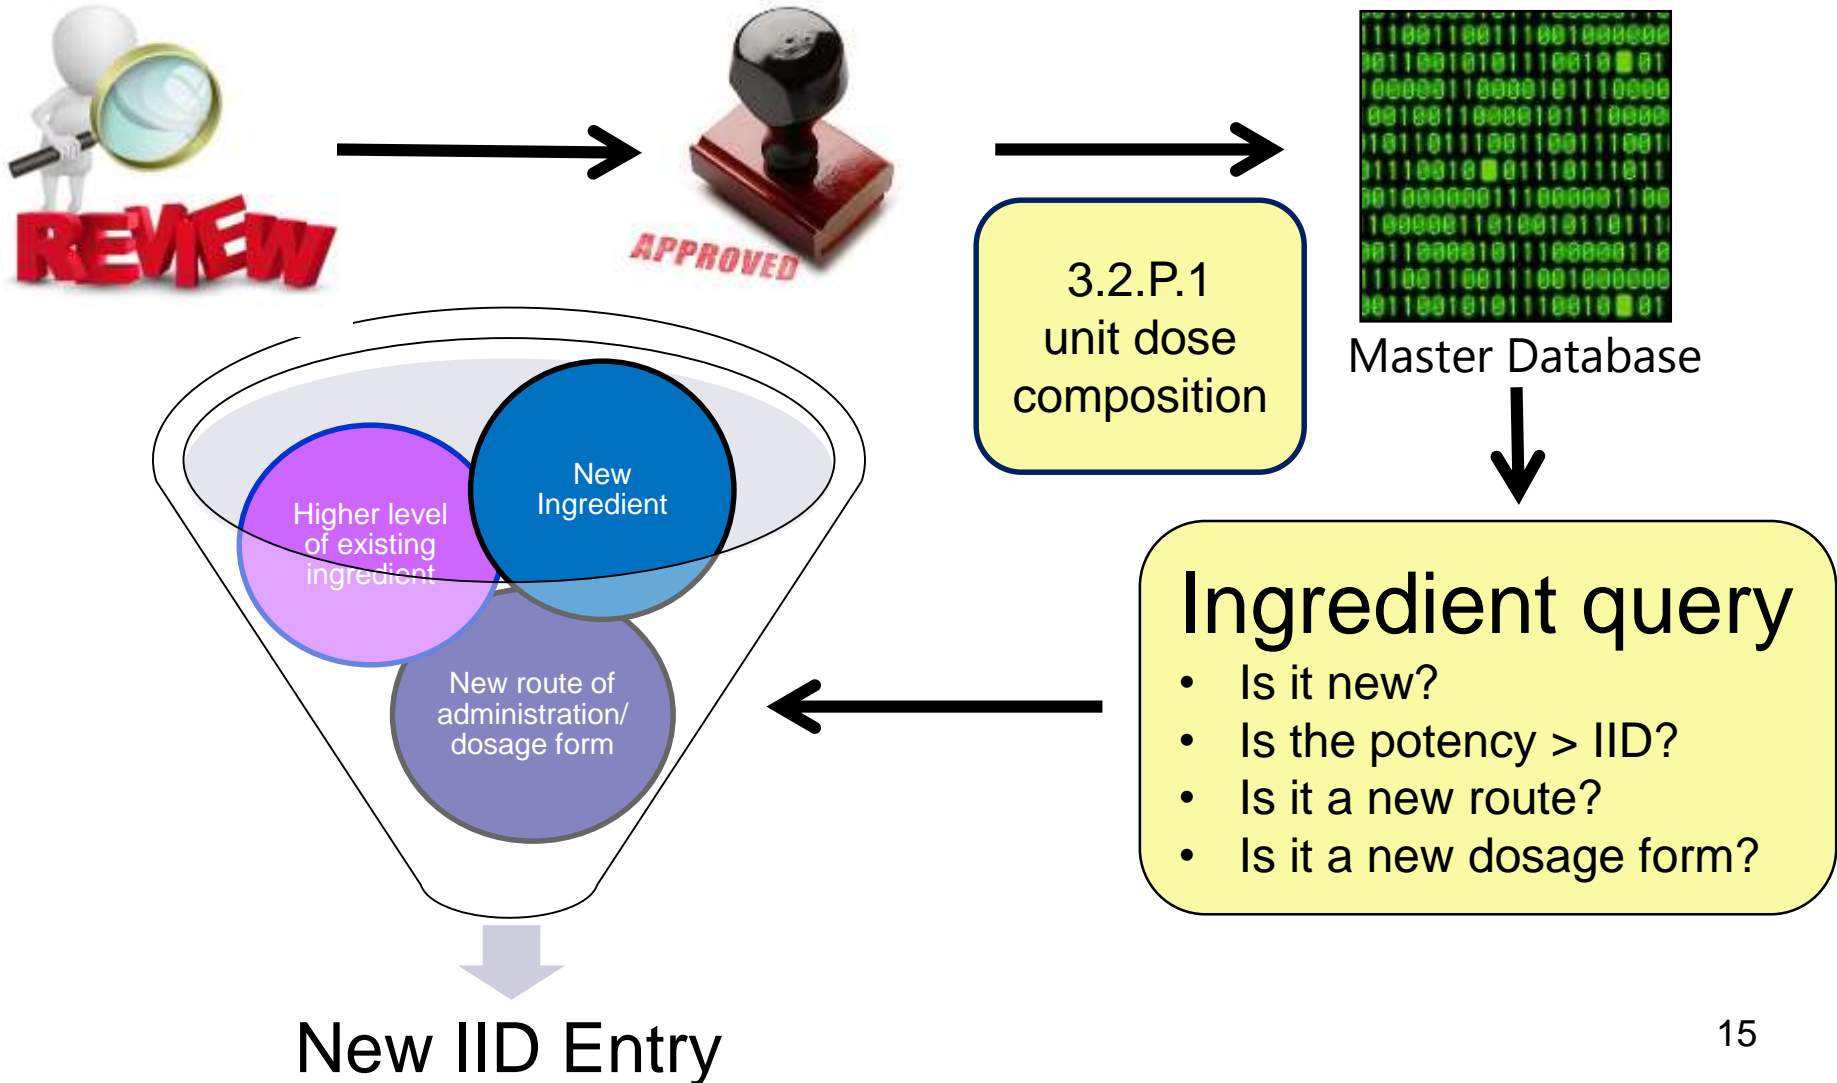 REVIEW
APPROVED
3.2.P.1
unit dose
composition
Master Database
Ingredient query
• Is it new?
• Is the potency > IID?
• Is it a new route?
• Is it a new dosage form?
New
Ingredient
Higher level
of existing
ingredient
New route of
administration/
dosage form
New IID Entry
15